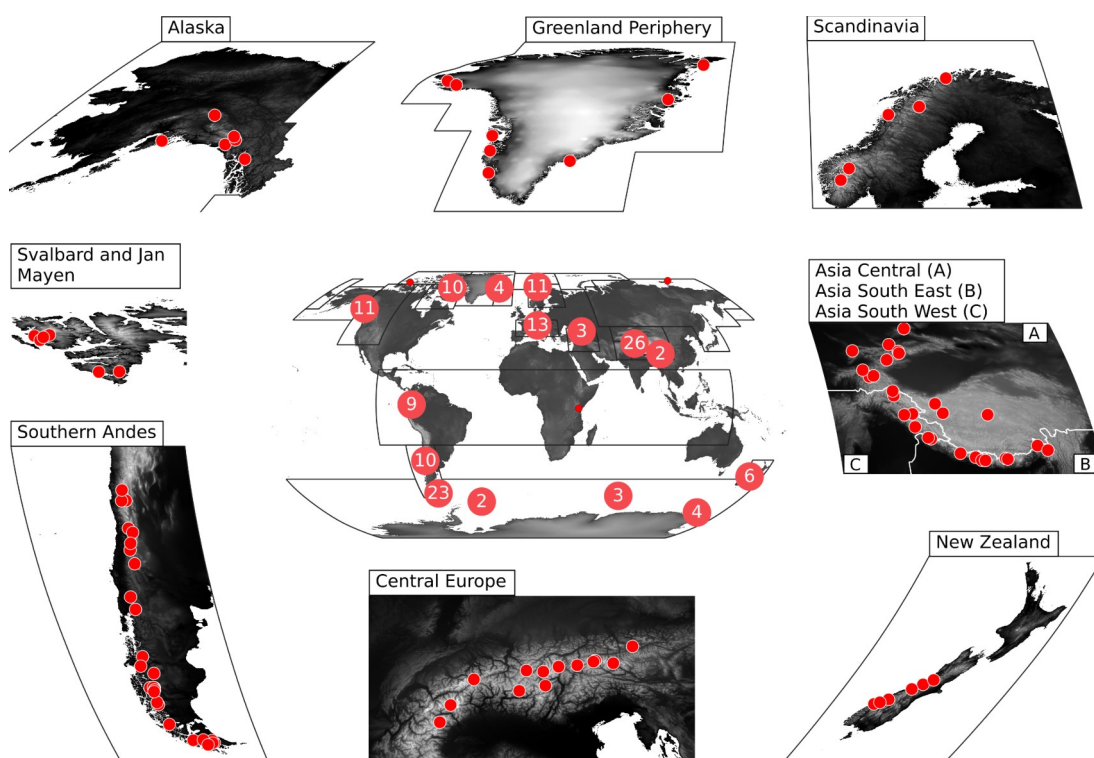 Alaska
Greenland Periphery
Scandinavia
Svalbard and Jan
Mayen
Asia Central (A)
Asia South East (B)
Asia South West (C)
A
C
B
11
10
4
11
13
3
26
2
9
10
23
2
3
6
4
Southern Andes
Central Europe
New Zealand